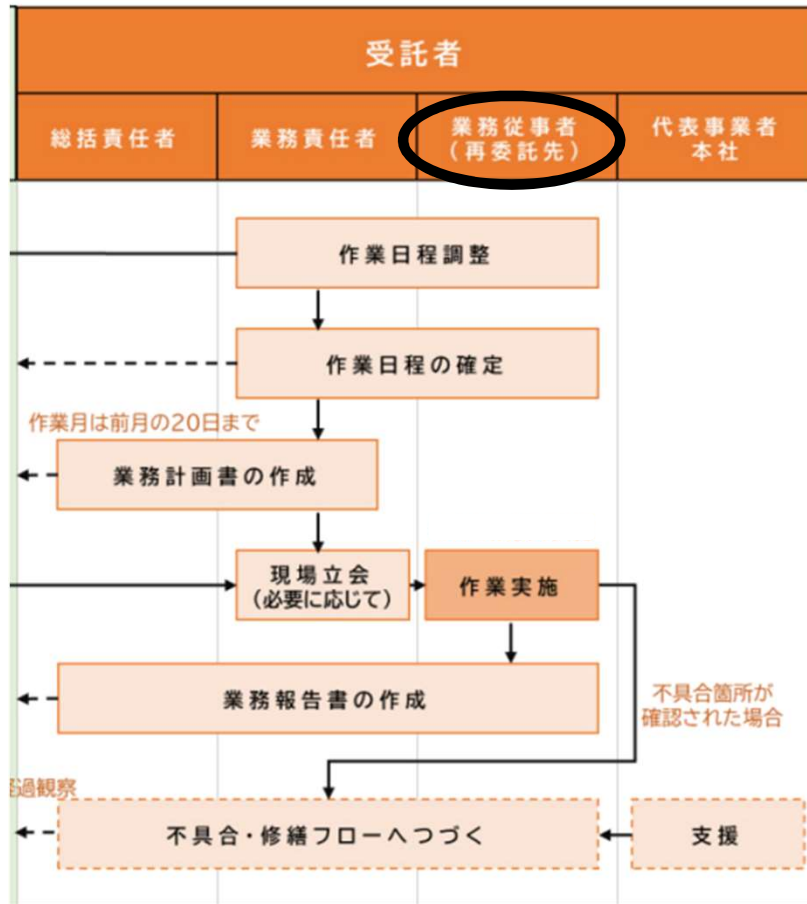 受託者
総括責任者
業務責任者
業務従事者
(再委託先)
代表事業者
本社
作業日程調整
作業日程の確定
作業月は前月の20日まで
業務計画書の作成
現場立会
(必要に応じて)
作業実施
業務報告書の作成
不具合箇所が
確認された場合
過観察
不具合・修繕フローへつづく
支援